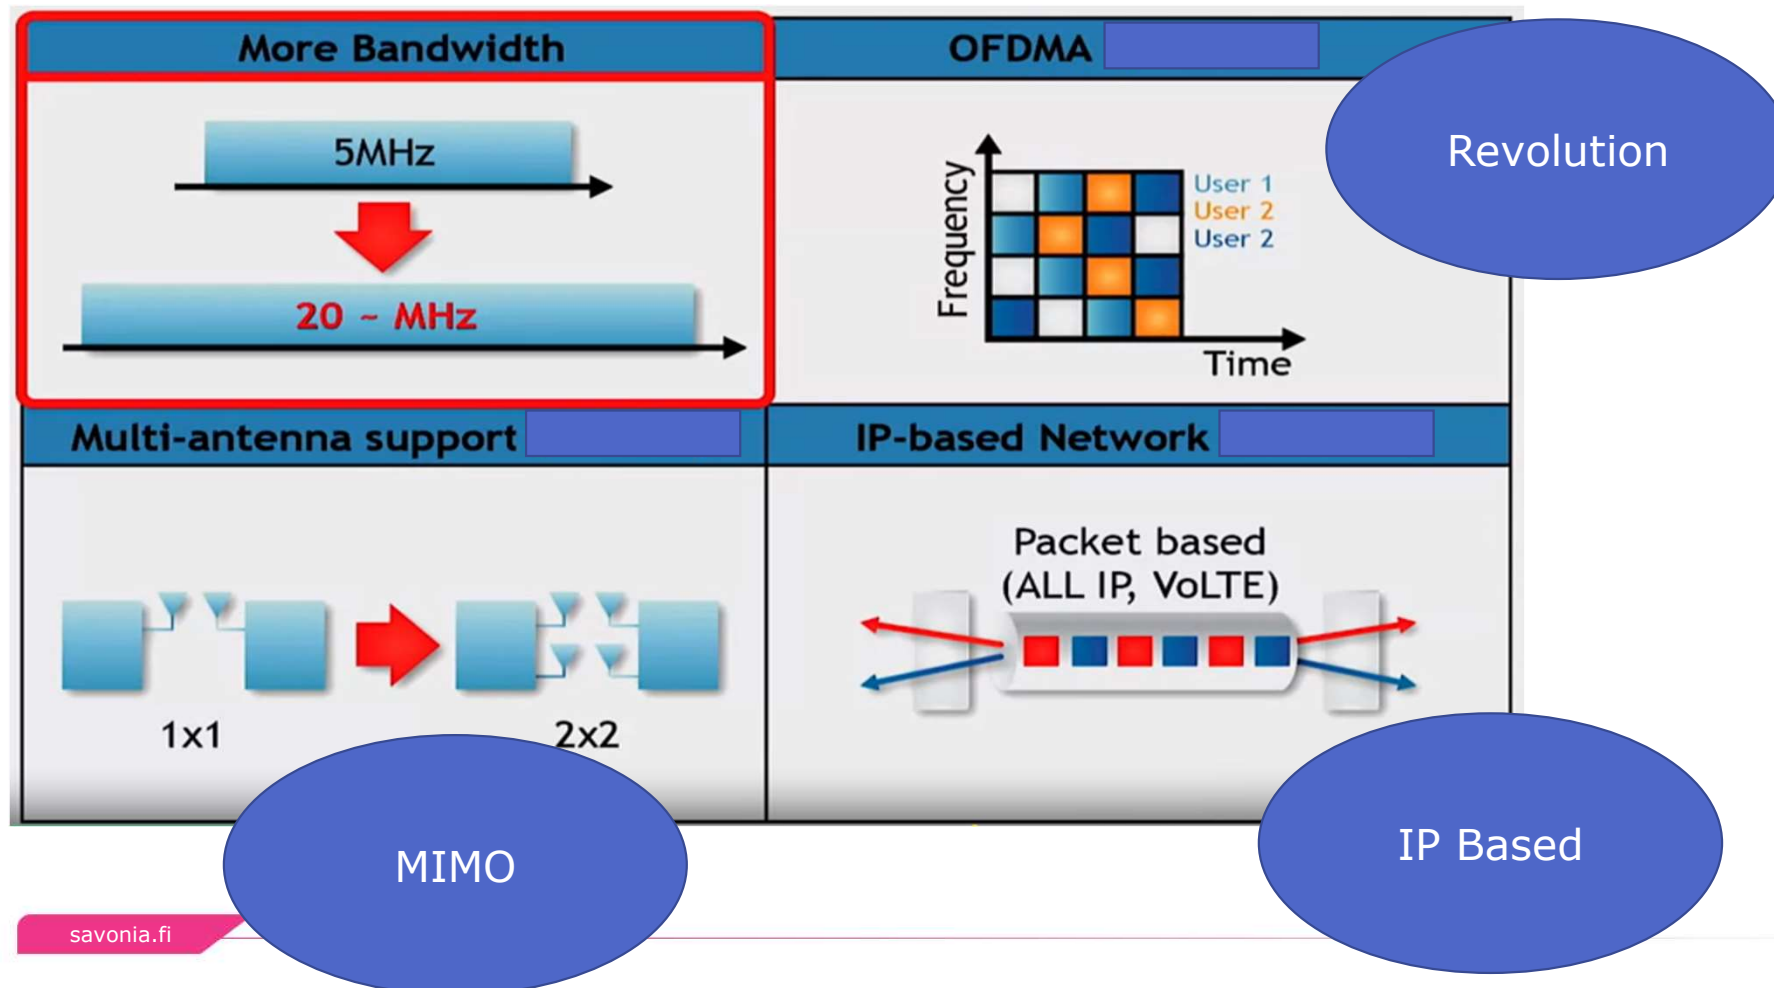 More Bandwidth
5MHz
20 ~ MHz
OFDMA
Frequency
User 1
User 2
User 2
Time
Revolution
Multi-antenna support
1x1
2x2
MIMO
IP-based Network
Packet based
(ALL IP, VoLTE)
IP Based
savonia.fi